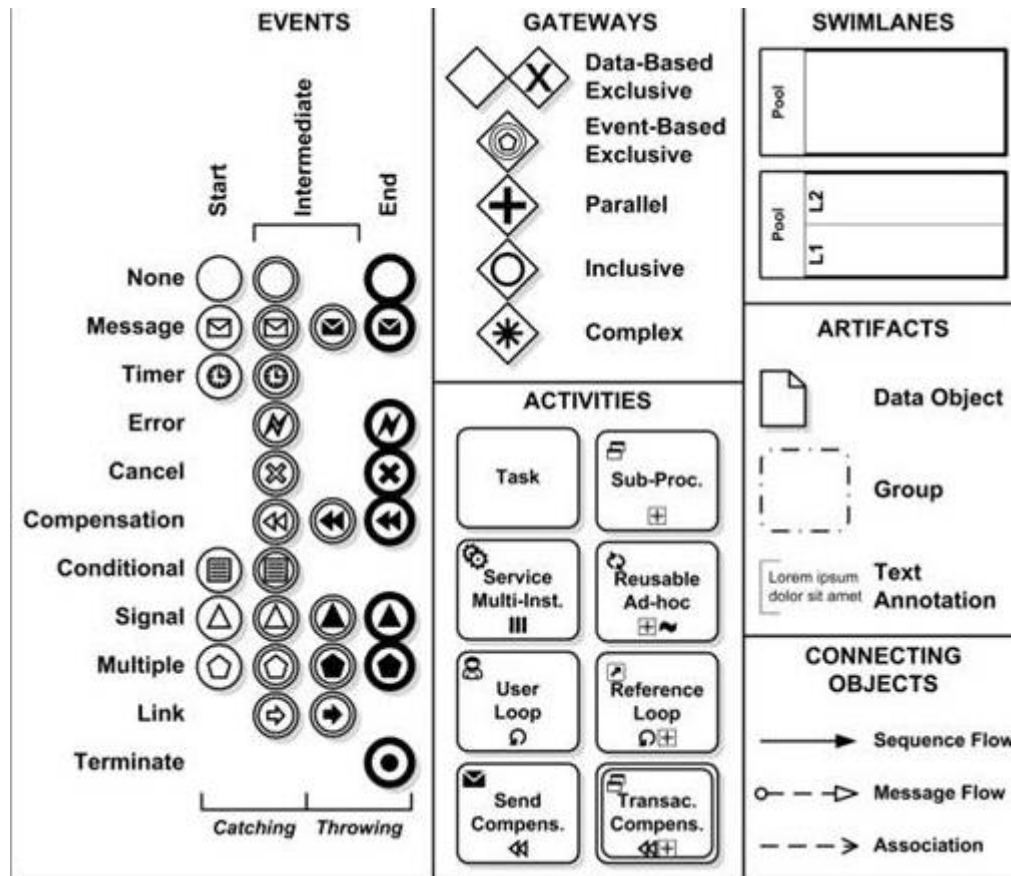 EVENTS
Start
Intermediate
End
None
Message
Timer
Error
Cancel
Compensation
Conditional
Signal
Multiple
Link
Terminate
Catching Throwing
GATEWAYS
Data-Based
Exclusive
Event-Based
Exclusive
Parallel
Inclusive
Complex
ACTIVITIES
Task
Sub-Proc.
Service
Multi-Inst.
Reusable
Ad-hoc
User
Loop
Reference
Loop
Send
Compens.
Transac.
Compens.
SWIMLANES
Pool
Pool
L2
L1
ARTIFACTS
Data Object
Group
Lorem ipsum
dolor sit amet
Text
Annotation
CONNECTING
OBJECTS
Sequence Flow
Message Flow
Association